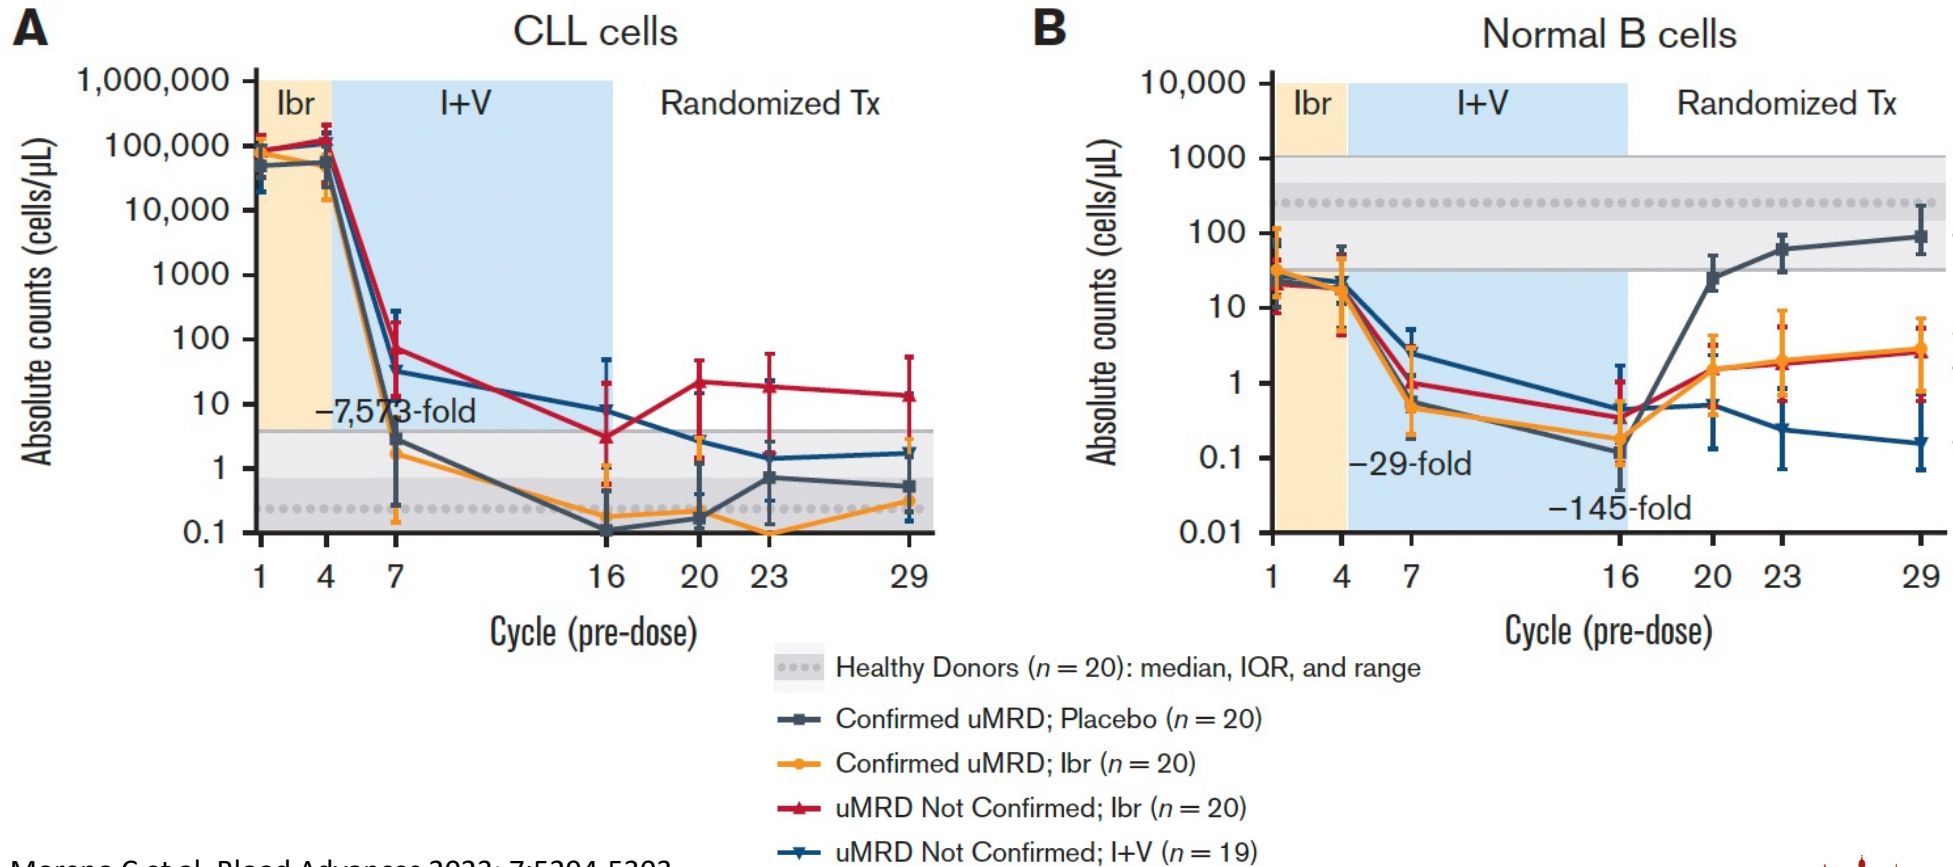 A
CLL cells
Absolute counts (cells/µL)
1,000,000
100,000
10,000
1000
100
10
1
0.1
Ibr
I+V
Randomized Tx
−7,573-fold
1 4 7 16 20 23 29
Cycle (pre-dose)
B
Normal B cells
Absolute counts (cells/µL)
10,000
1000
100
10
1
0.1
0.01
Ibr
I+V
Randomized Tx
−29-fold
−145-fold
1 4 7 16 20 23 29
Cycle (pre-dose)
Healthy Donors (n = 20): median, IQR, and range
Confirmed uMRD; Placebo (n = 20)
Confirmed uMRD; Ibr (n = 20)
uMRD Not Confirmed; Ibr (n = 20)
uMRD Not Confirmed; I+V (n = 19)